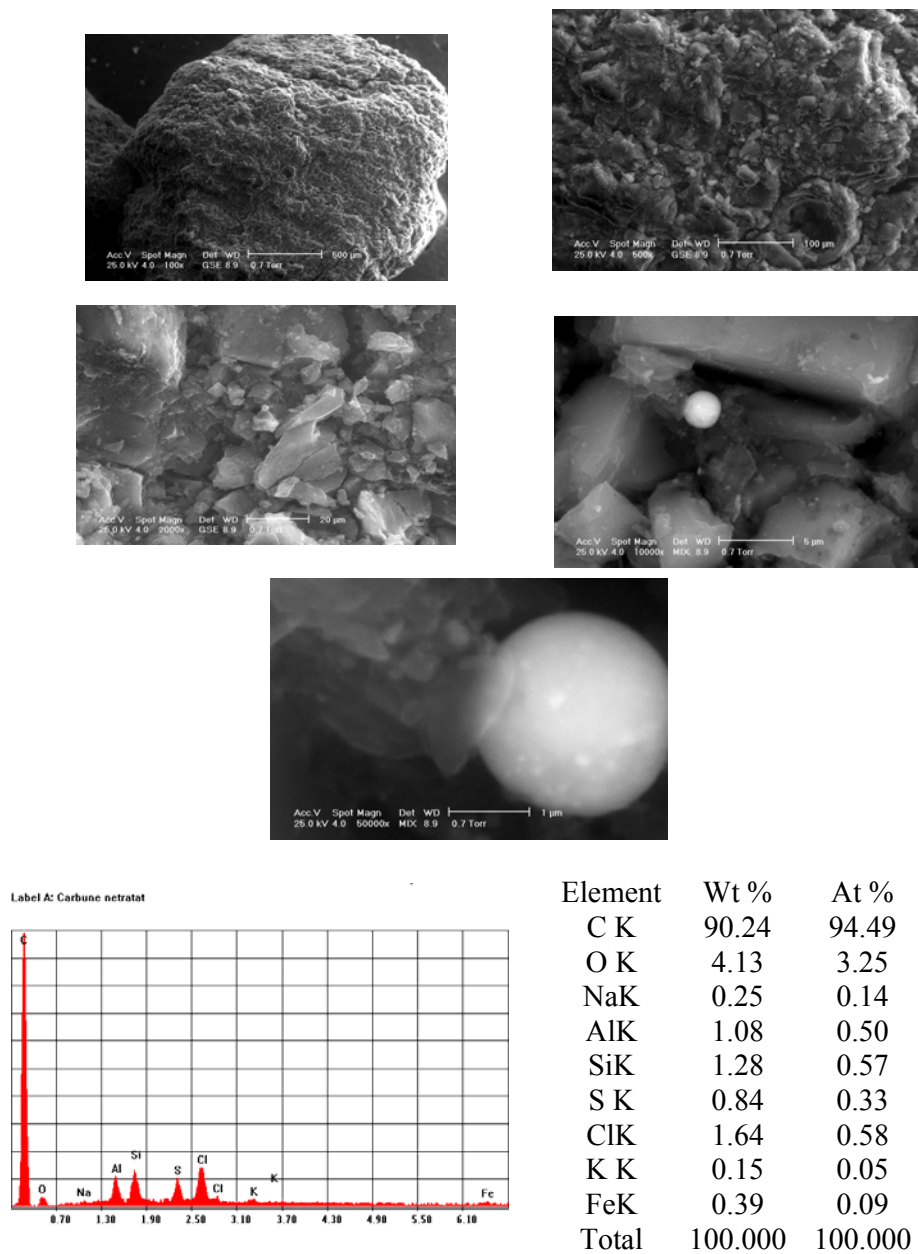 Acc.V Spot Magn Det WD 500 µm
25.0 kV 4.0 100x GSE 8.9 0.7 Torr
Acc.V Spot Magn Det WD 100 µm
25.0 kV 4.0 500x GSE 8.9 0.7 Torr
Acc.V Spot Magn Det WD 20 µm
25.0 kV 4.0 2000x GSE 8.9 0.7 Torr
Acc.V Spot Magn Det WD 5 µm
25.0 kV 4.0 10000x MIX 8.9 0.7 Torr
Acc.V Spot Magn Det WD 1 µm
25.0 kV 4.0 50000x MIX 8.9 0.7 Torr
Label A: Carbune netratat
C
O Na Al Si S Cl Cl K K Fe
0.70 1.30 1.90 2.50 3.10 3.70 4.30 4.90 5.50 6.10
Element Wt % At %
C K 90.24 94.49
O K 4.13 3.25
NaK 0.25 0.14
AlK 1.08 0.50
SiK 1.28 0.57
S K 0.84 0.33
ClK 1.64 0.58
K K 0.15 0.05
FeK 0.39 0.09
Total 100.000 100.000